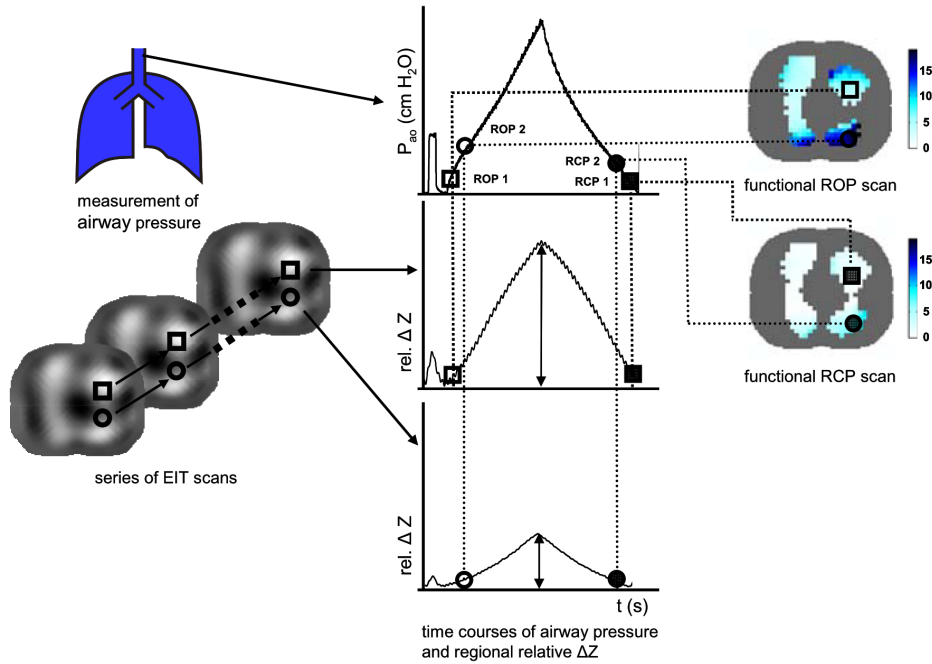 measurement of
airway pressure
series of EIT scans
P ao (cm H2O)
ROP 2
ROP 1
RCP 2
RCP 1
rel. Δ Z
rel. Δ Z
t (s)
time courses of airway pressure
and regional relative ΔZ
15
10
5
0
functional ROP scan
15
10
5
0
functional RCP scan